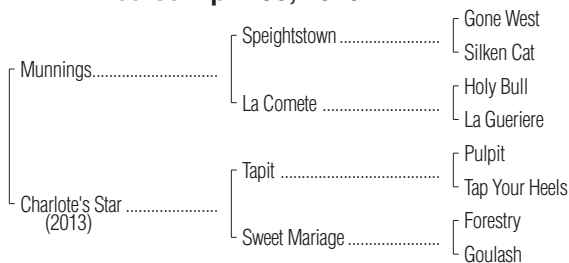 Gone West
Speightstown
Silken Cat
Munnings
Holy Bull
La Comete
La Gueriere
Pulpit
Tapit
Tap Your Heels
Charlote's Star
(2013)
Forestry
Sweet Mariage
Goulash